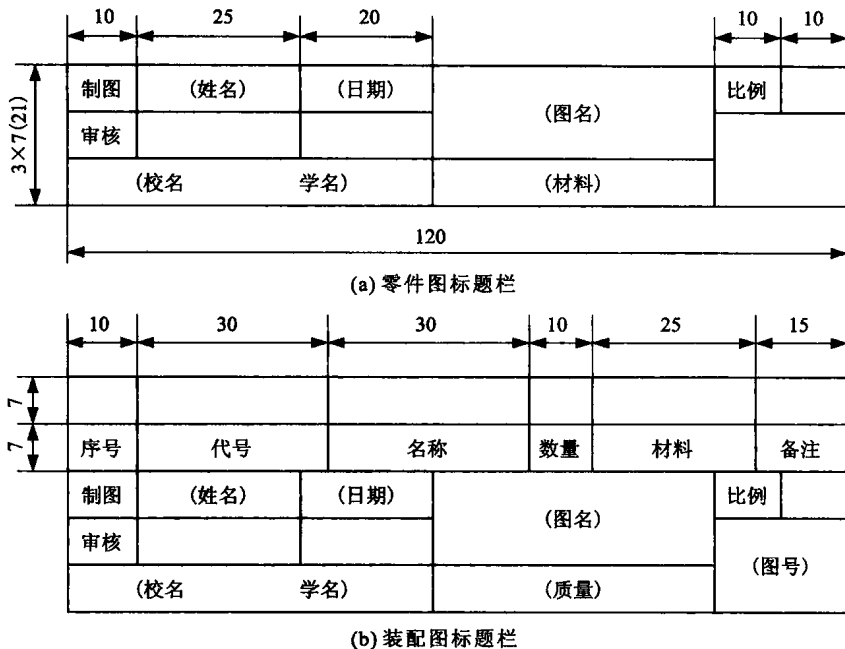 10 25 20 10 10
3×7(21)
制图 (姓名) (日期) (图名) 比例
审核
(校名 学名) (材料)
120
(a) 零件图标题栏
10 30 30 10 25 15
7
7
序号 代号 名称 数量 材料 备注
制图 (姓名) (日期) (图名) 比例
审核
(校名 学名) (质量) (图号)
(b) 装配图标题栏